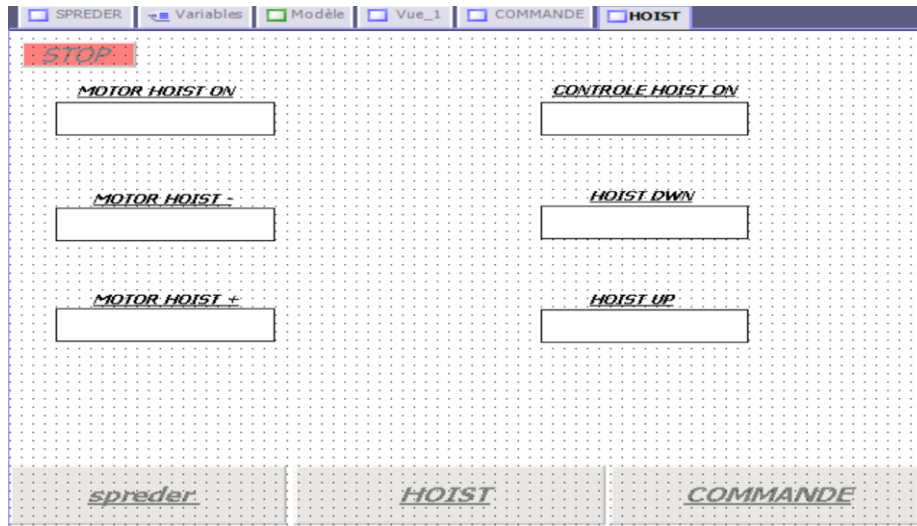 SPREDER Variables Modèle Vue_1 COMMANDE HOIST
STOP
MOTOR HOIST ON CONTROLE HOIST ON
MOTOR HOIST - HOIST DWN
MOTOR HOIST + HOIST UP
spreder HOIST COMMANDE